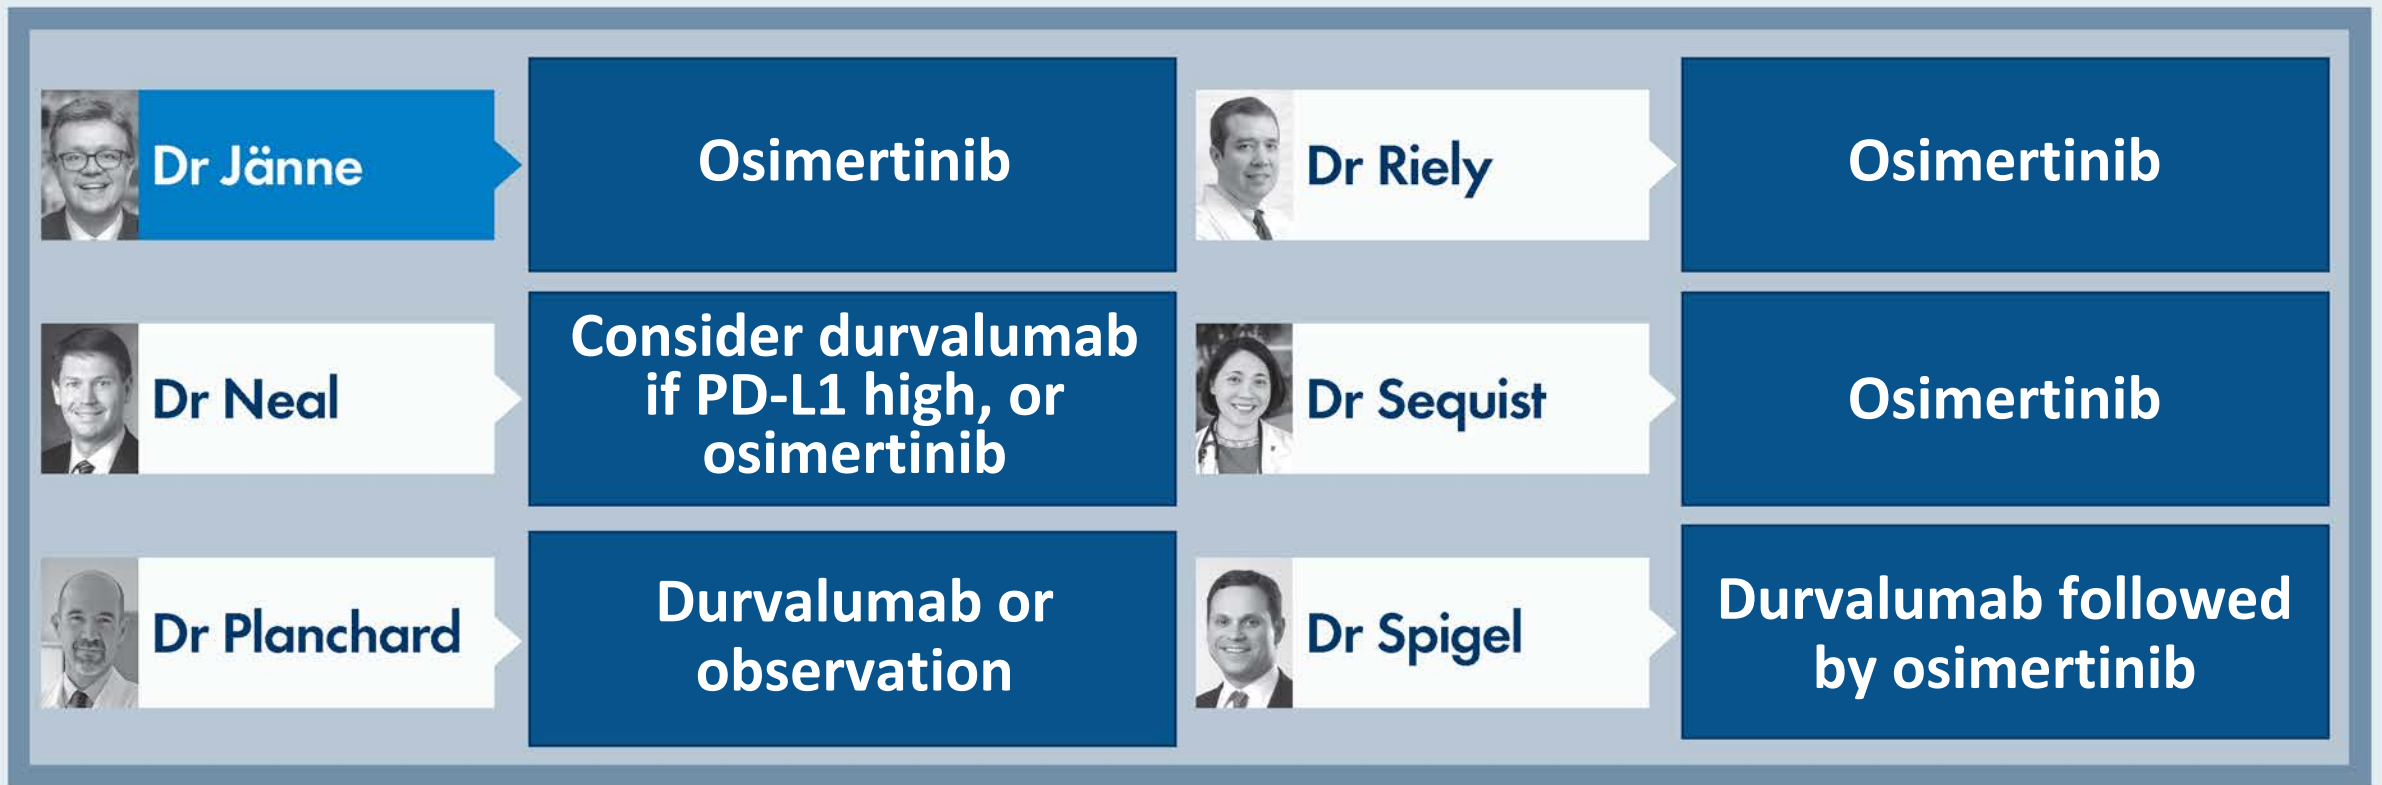 Dr Jänne
Osimertinib
Dr Riely
Osimertinib
Dr Neal
Consider durvalumab
if PD-L1 high, or
osimertinib
Dr Sequist
Osimertinib
Dr Planchard
Durvalumab or
observation
Dr Spigel
Durvalumab followed
by osimertinib